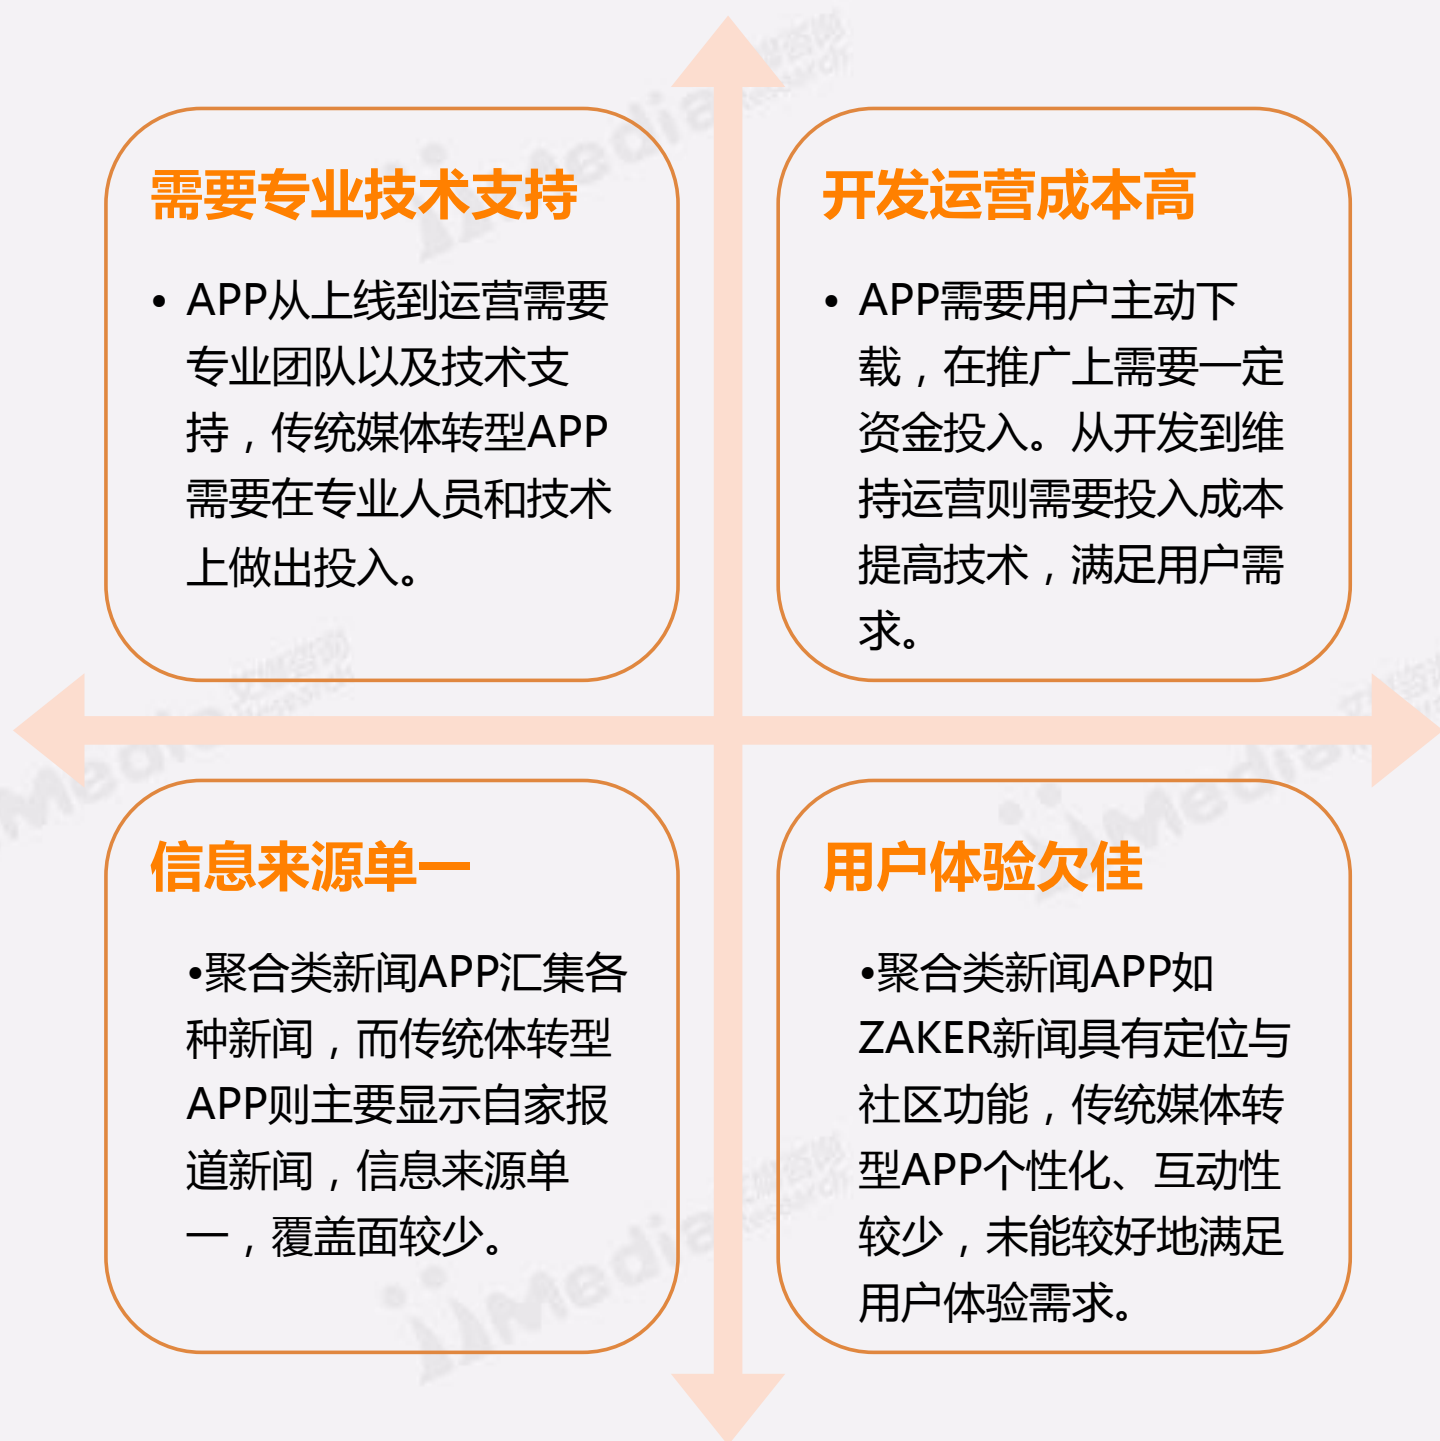 需要专业技术支持
• APP从上线到运营需要
专业团队以及技术支
持，传统媒体转型APP
需要在专业人员和技术
上做出投入。
开发运营成本高
• APP需要用户主动下
载，在推广上需要一定
资金投入。从开发到维
持运营则需要投入成本
提高技术，满足用户需
求。
信息来源单一
•聚合类新闻APP汇集各
种新闻，而传统体转型
APP则主要显示自家报
道新闻，信息来源单
一，覆盖面较少。
用户体验欠佳
•聚合类新闻APP如
ZAKER新闻具有定位与
社区功能，传统媒体转
型APP个性化、互动性
较少，未能较好地满足
用户体验需求。